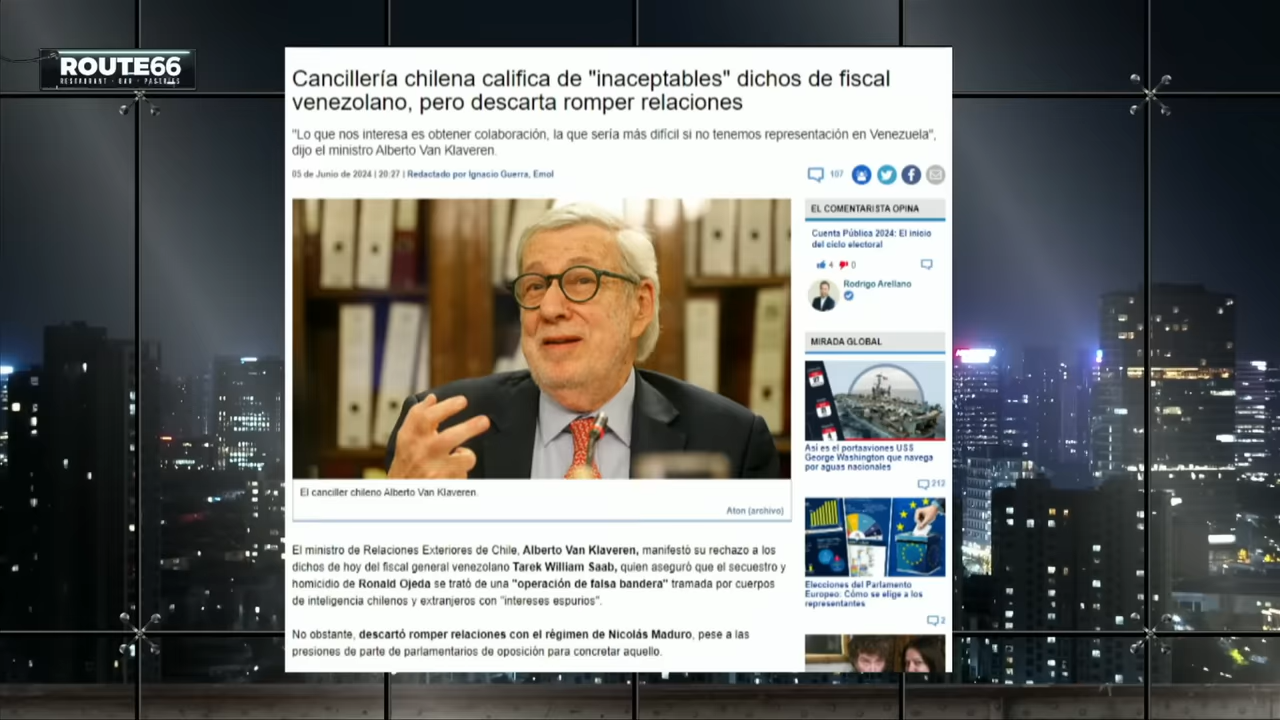 ROUTE66
RESTAURANT · BAR · PASTRIES
Cancillería chilena califica de "inaceptables" dichos de fiscal
venezolano, pero descarta romper relaciones
"Lo que nos interesa es obtener colaboración, la que sería más difícil si no tenemos representación en Venezuela",
dijo el ministro Alberto Van Klaveren.
05 de Junio de 2024 | 20:27 | Redactado por Ignacio Guerra, Emol
187
El canciller chileno Alberto Van Klaveren.
Aton (archivo)
El ministro de Relaciones Exteriores de Chile, Alberto Van Klaveren, manifestó su rechazo a los
dichos de hoy del fiscal general venezolano Tarek William Saab, quien aseguró que el secuestro y
homicidio de Ronald Ojeda se trató de una "operación de falsa bandera" tramada por cuerpos
de inteligencia chilenos y extranjeros con "intereses espurios".
No obstante, descartó romper relaciones con el régimen de Nicolás Maduro, pese a las
presiones de parte de parlamentarios de oposición para concretar aquello.
EL COMENTARISTA OPINA
Cuenta Pública 2024: El inicio
del ciclo electoral
4 0
Rodrigo Arellano
MIRADA GLOBAL
Así es el portaaviones USS
George Washington que navega
por aguas nacionales
212
Elecciones del Parlamento
Europeo: Cómo se elige a los
representantes
2